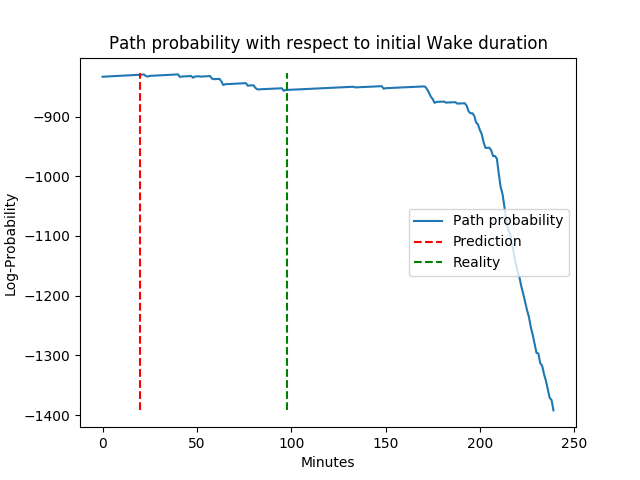 Path probability with respect to initial Wake duration
Log-Probability
−900
−1000
−1100
−1200
−1300
−1400
Path probability
Prediction
Reality
0 50 100 150 200 250
Minutes